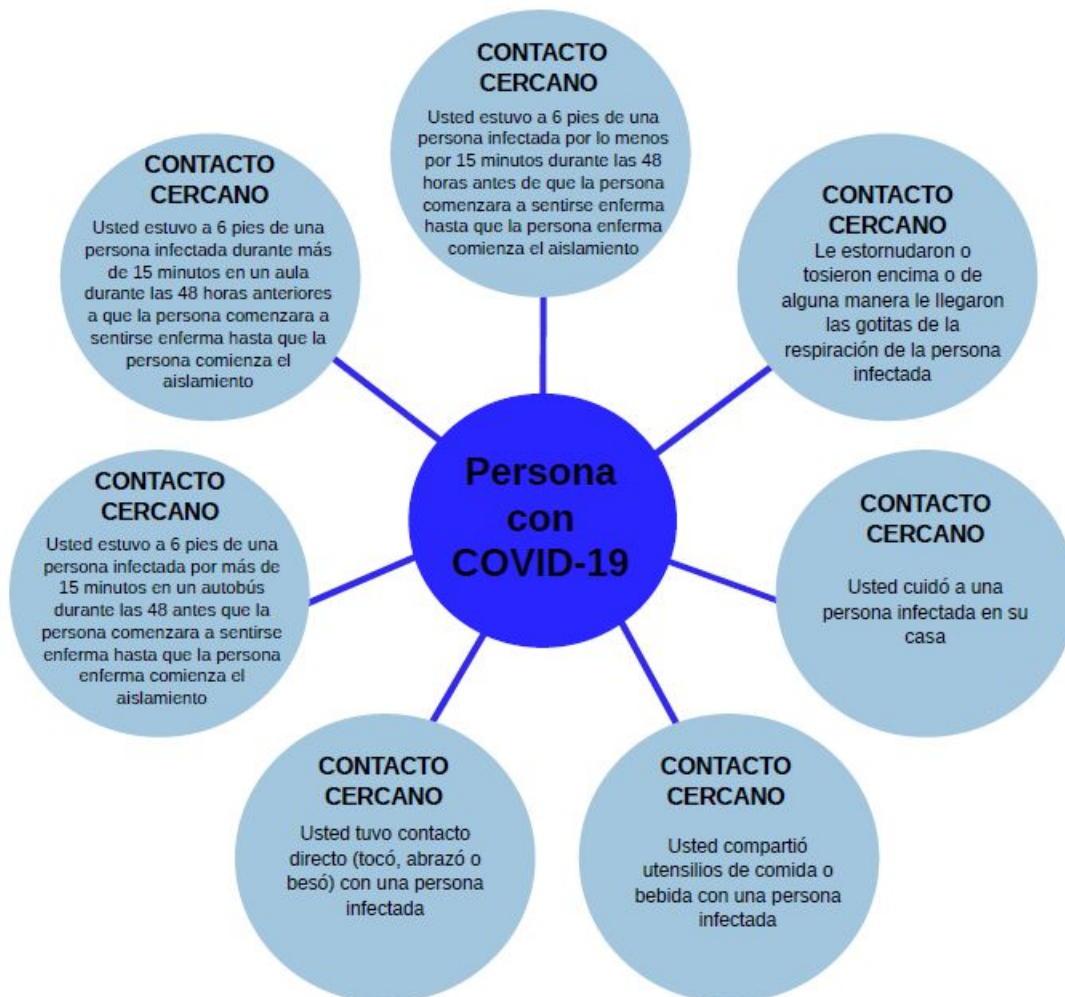 CONTACTO
CERCANO
Usted estuvo a 6 pies de una
persona infectada por lo menos
por 15 minutos durante las 48
horas antes de que la persona
comenzara a sentirse enferma
hasta que la persona enferma
comienza el aislamiento
CONTACTO
CERCANO
Le estornudaron o
tosieron encima o de
alguna manera le llegaron
las gotitas de la
respiración de la persona
infectada
CONTACTO
CERCANO
Usted cuidó a una
persona infectada en su
casa
CONTACTO
CERCANO
Usted compartió
utensilios de comida o
bebida con una persona
infectada
CONTACTO
CERCANO
Usted tuvo contacto
directo (tocó, abrazó o
besó) con una persona
infectada
CONTACTO
CERCANO
Usted estuvo a 6 pies de una
persona infectada por más de
15 minutos en un autobús
durante las 48 antes que la
persona comenzara a sentirse
enferma hasta que la persona
enferma comienza el
aislamiento
CONTACTO
CERCANO
Usted estuvo a 6 pies de una
persona infectada durante más
de 15 minutos en un aula
durante las 48 horas anteriores
a que la persona comenzara a
sentirse enferma hasta que la
persona comienza el
aislamiento
Persona
con
COVID-19